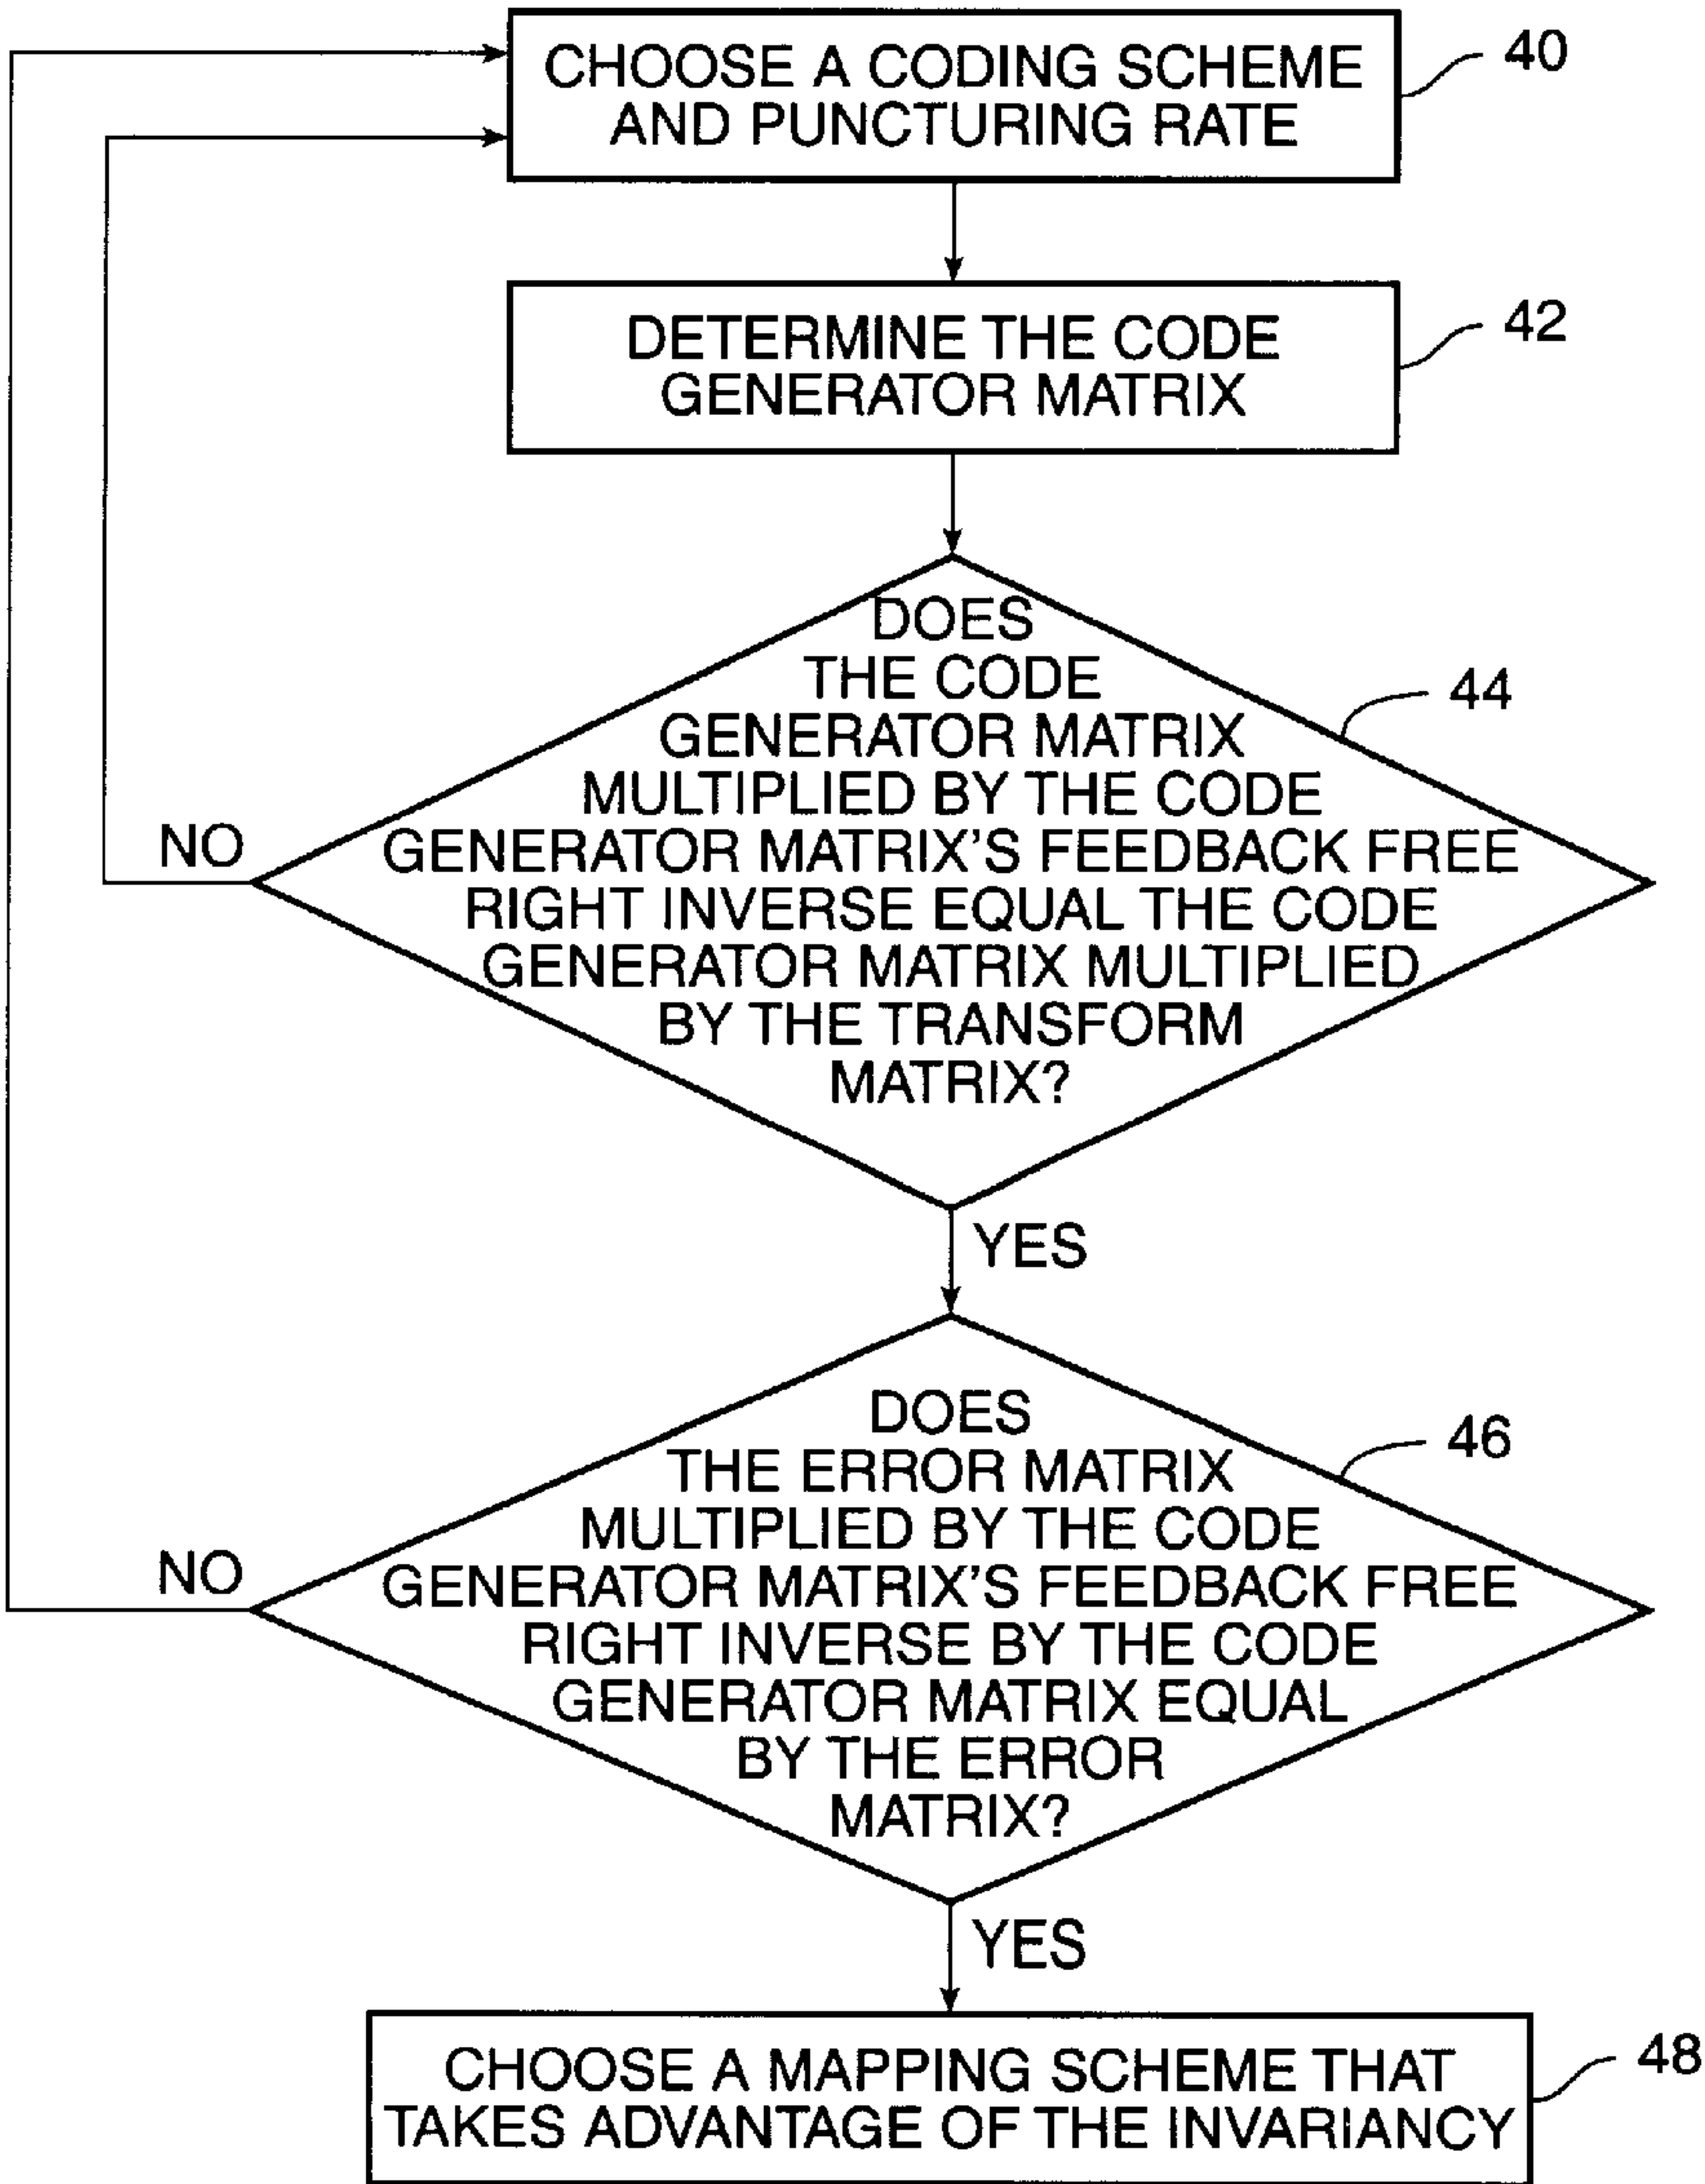 CHOOSE A CODING SCHEME
AND PUNCTURING RATE
40
DETERMINE THE CODE
GENERATOR MATRIX
42
DOES
THE CODE
GENERATOR MATRIX
MULTIPLIED BY THE CODE
GENERATOR MATRIX'S FEEDBACK FREE
RIGHT INVERSE EQUAL THE CODE
GENERATOR MATRIX MULTIPLIED
BY THE TRANSFORM
MATRIX?
44
NO
YES
DOES
THE ERROR MATRIX
MULTIPLIED BY THE CODE
GENERATOR MATRIX'S FEEDBACK FREE
RIGHT INVERSE BY THE CODE
GENERATOR MATRIX EQUAL
BY THE ERROR
MATRIX?
46
NO
YES
CHOOSE A MAPPING SCHEME THAT
TAKES ADVANTAGE OF THE INVARIANCY
48